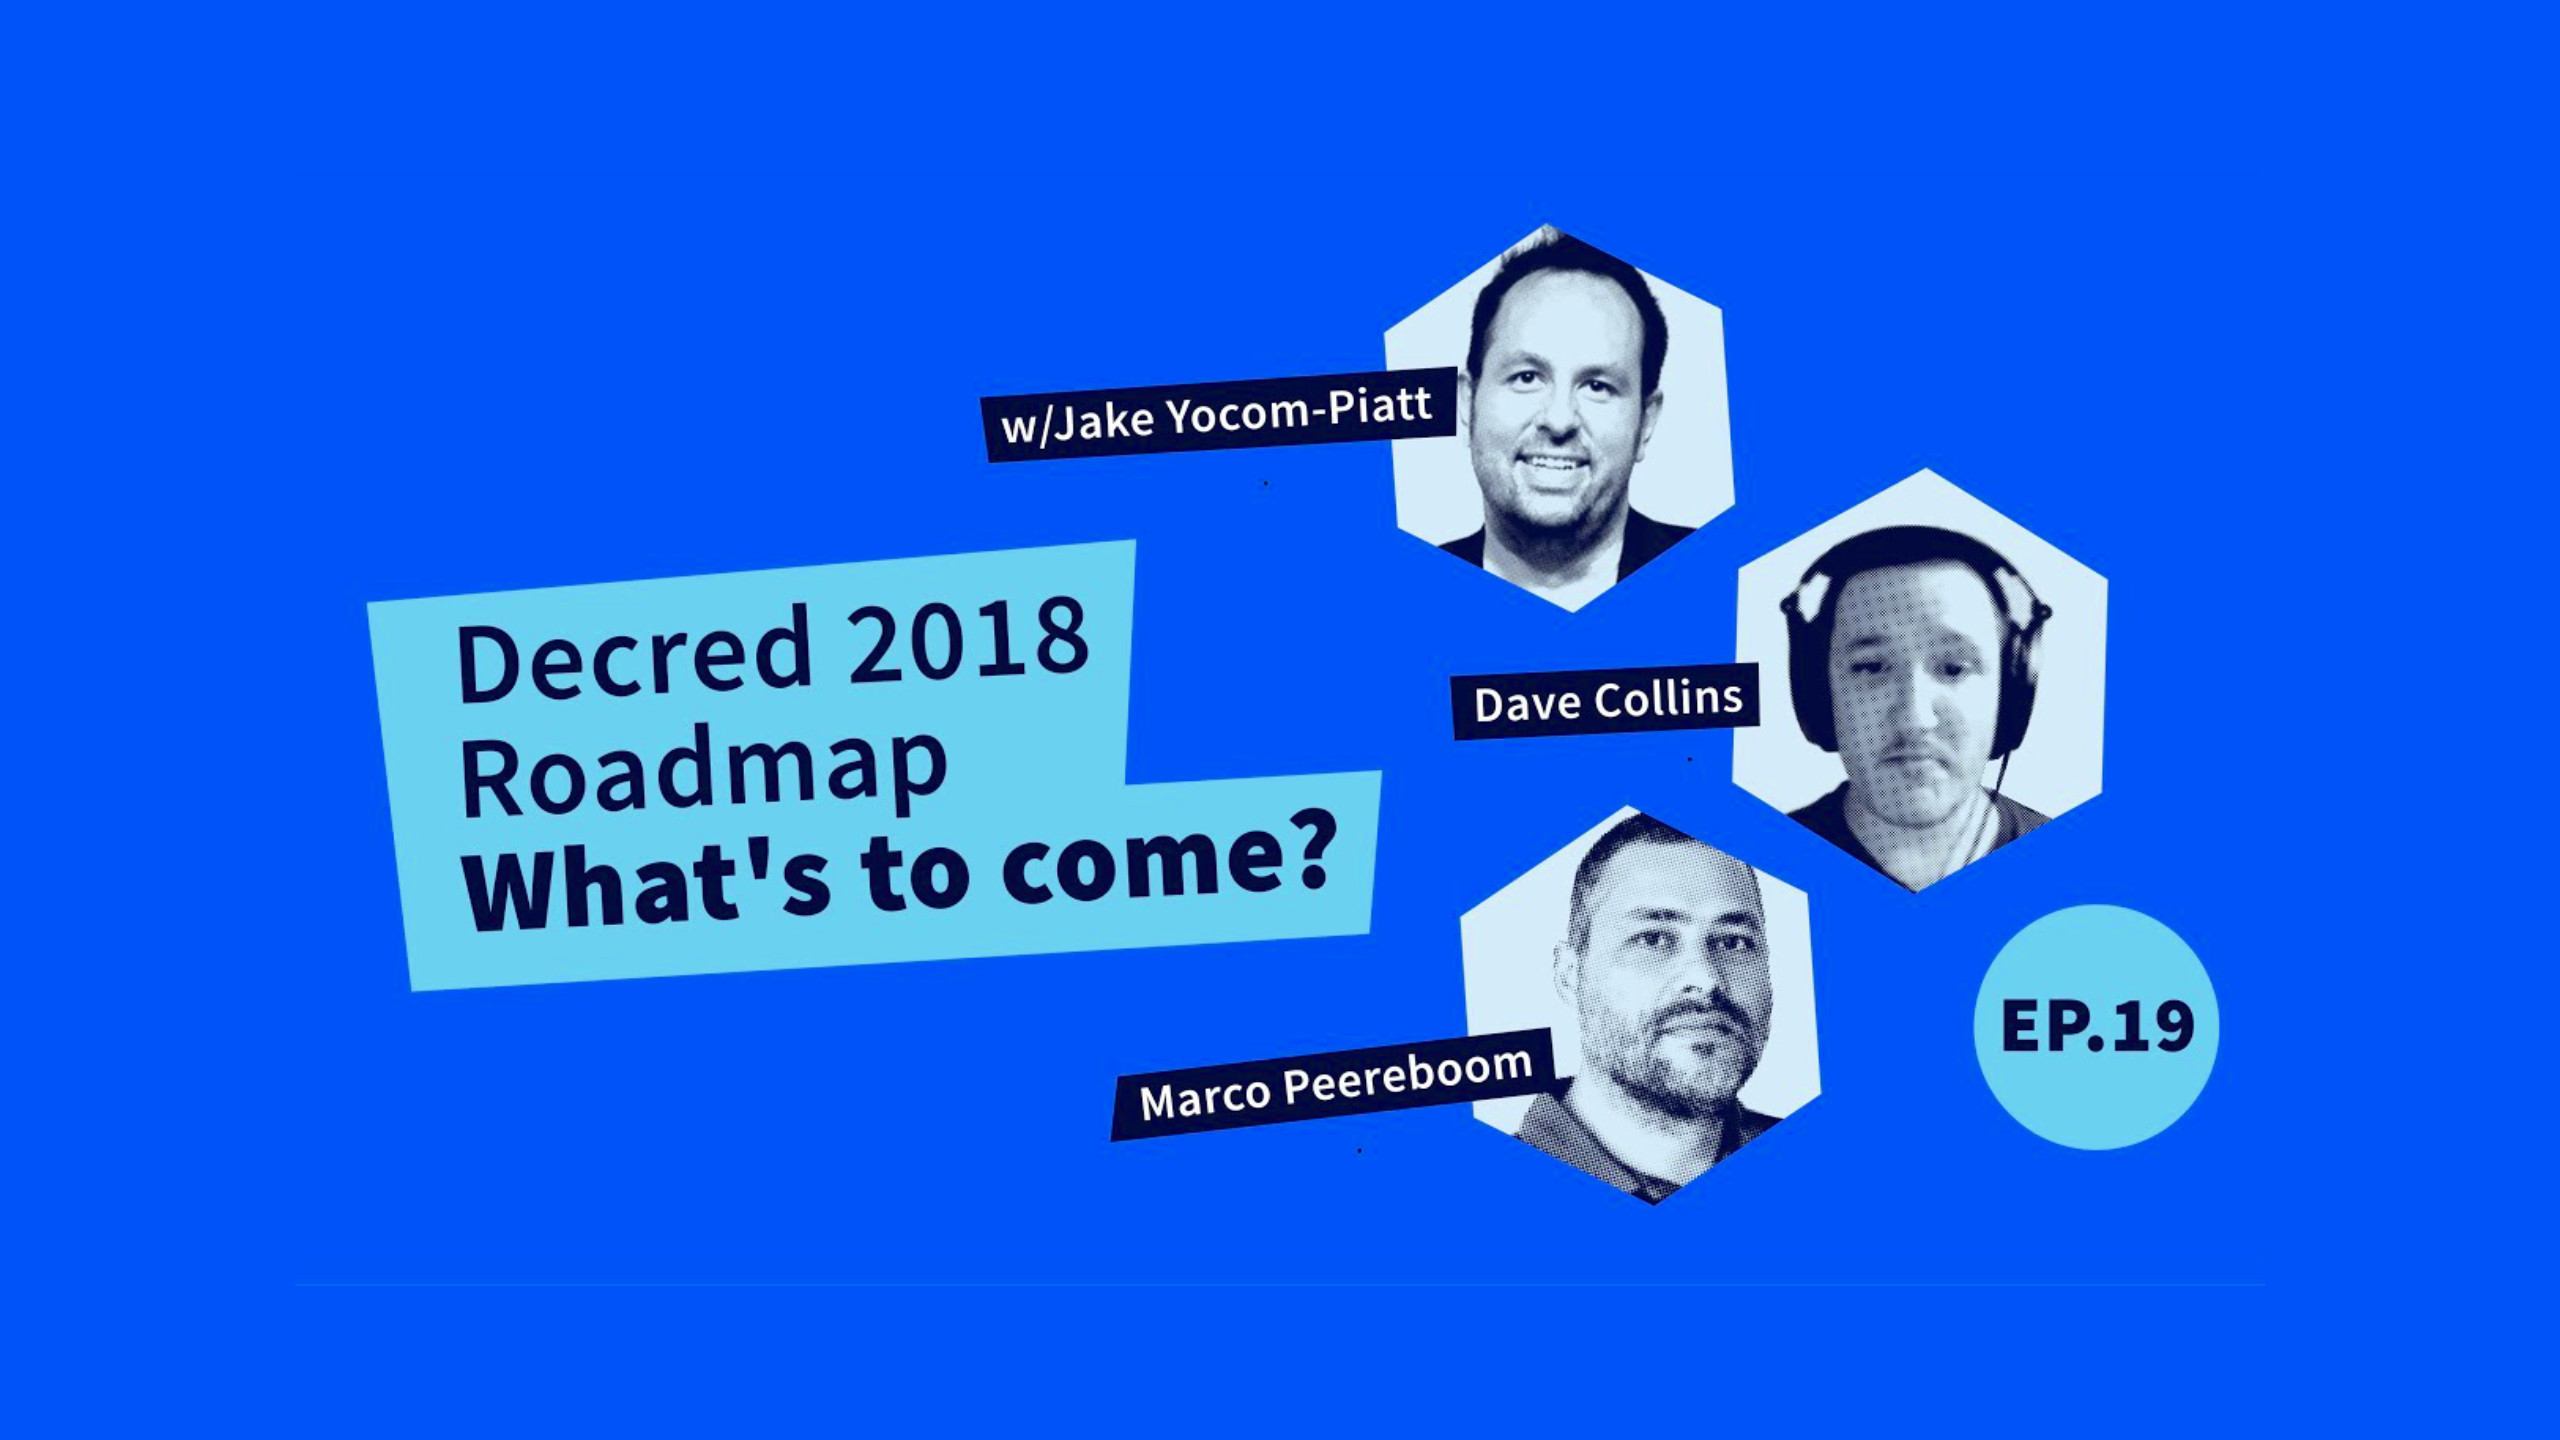 w/Jake Yocom-Piatt
Decred 2018
Roadmap
What's to come?
Dave Collins
Marco Peereboom
EP.19